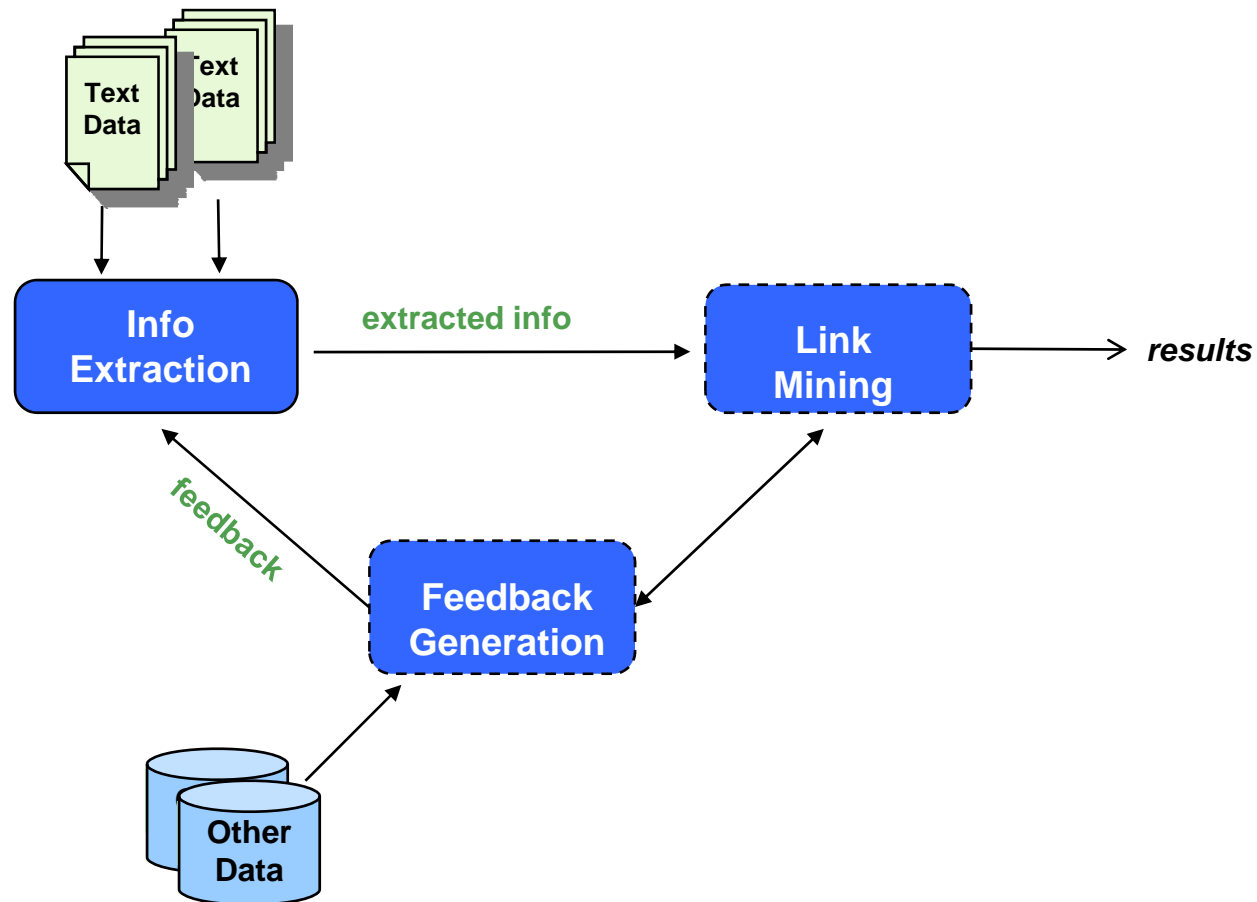 Text
Data
Text
Data
Info
Extraction
extracted info
Link
Mining
results
feedback
Feedback
Generation
Other
Data